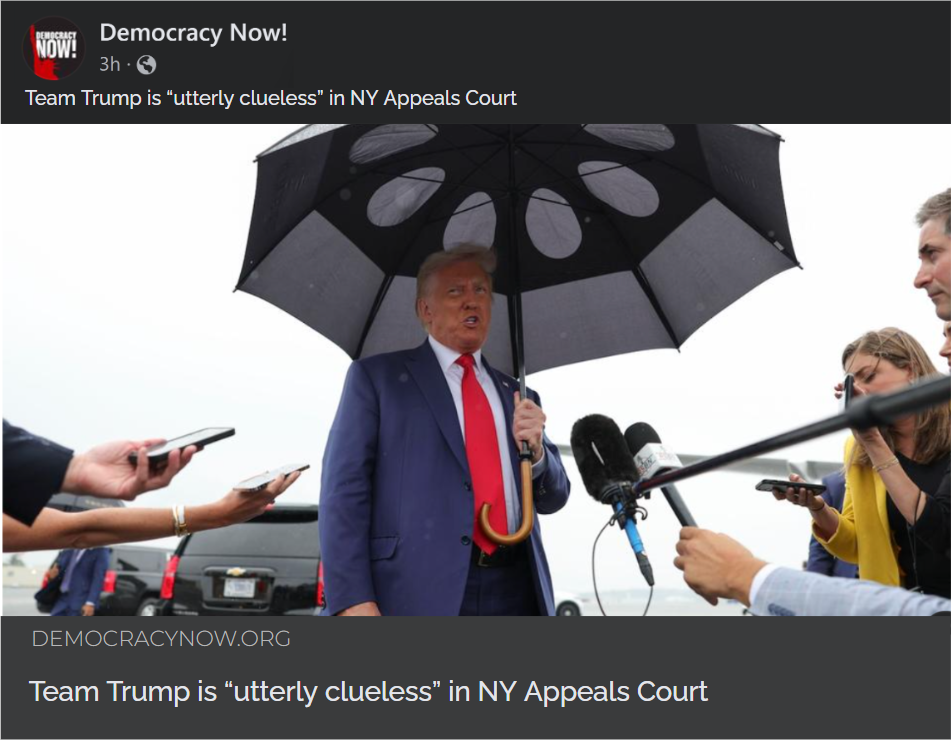 DEMOCRACY
NOW!
Democracy Now!
3h ·
Team Trump is “utterly clueless” in NY Appeals Court
DEMOCRACYNOW.ORG
Team Trump is “utterly clueless” in NY Appeals Court